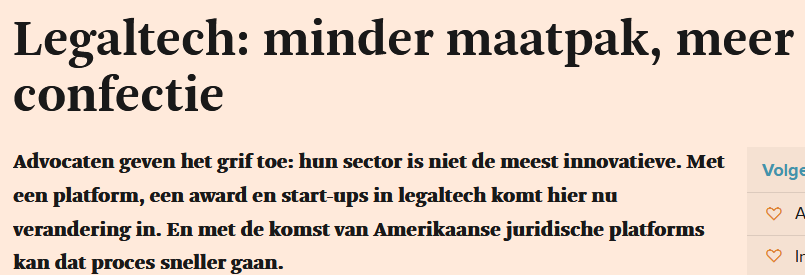 Legaltech: minder maatpak, meer
confectie
Advocaten geven het grif toe: hun sector is niet de meest innovatieve. Met
een platform, een award en start-ups in legaltech komt hier nu
verandering in. En met de komst van Amerikaanse juridische platforms
kan dat proces sneller gaan.